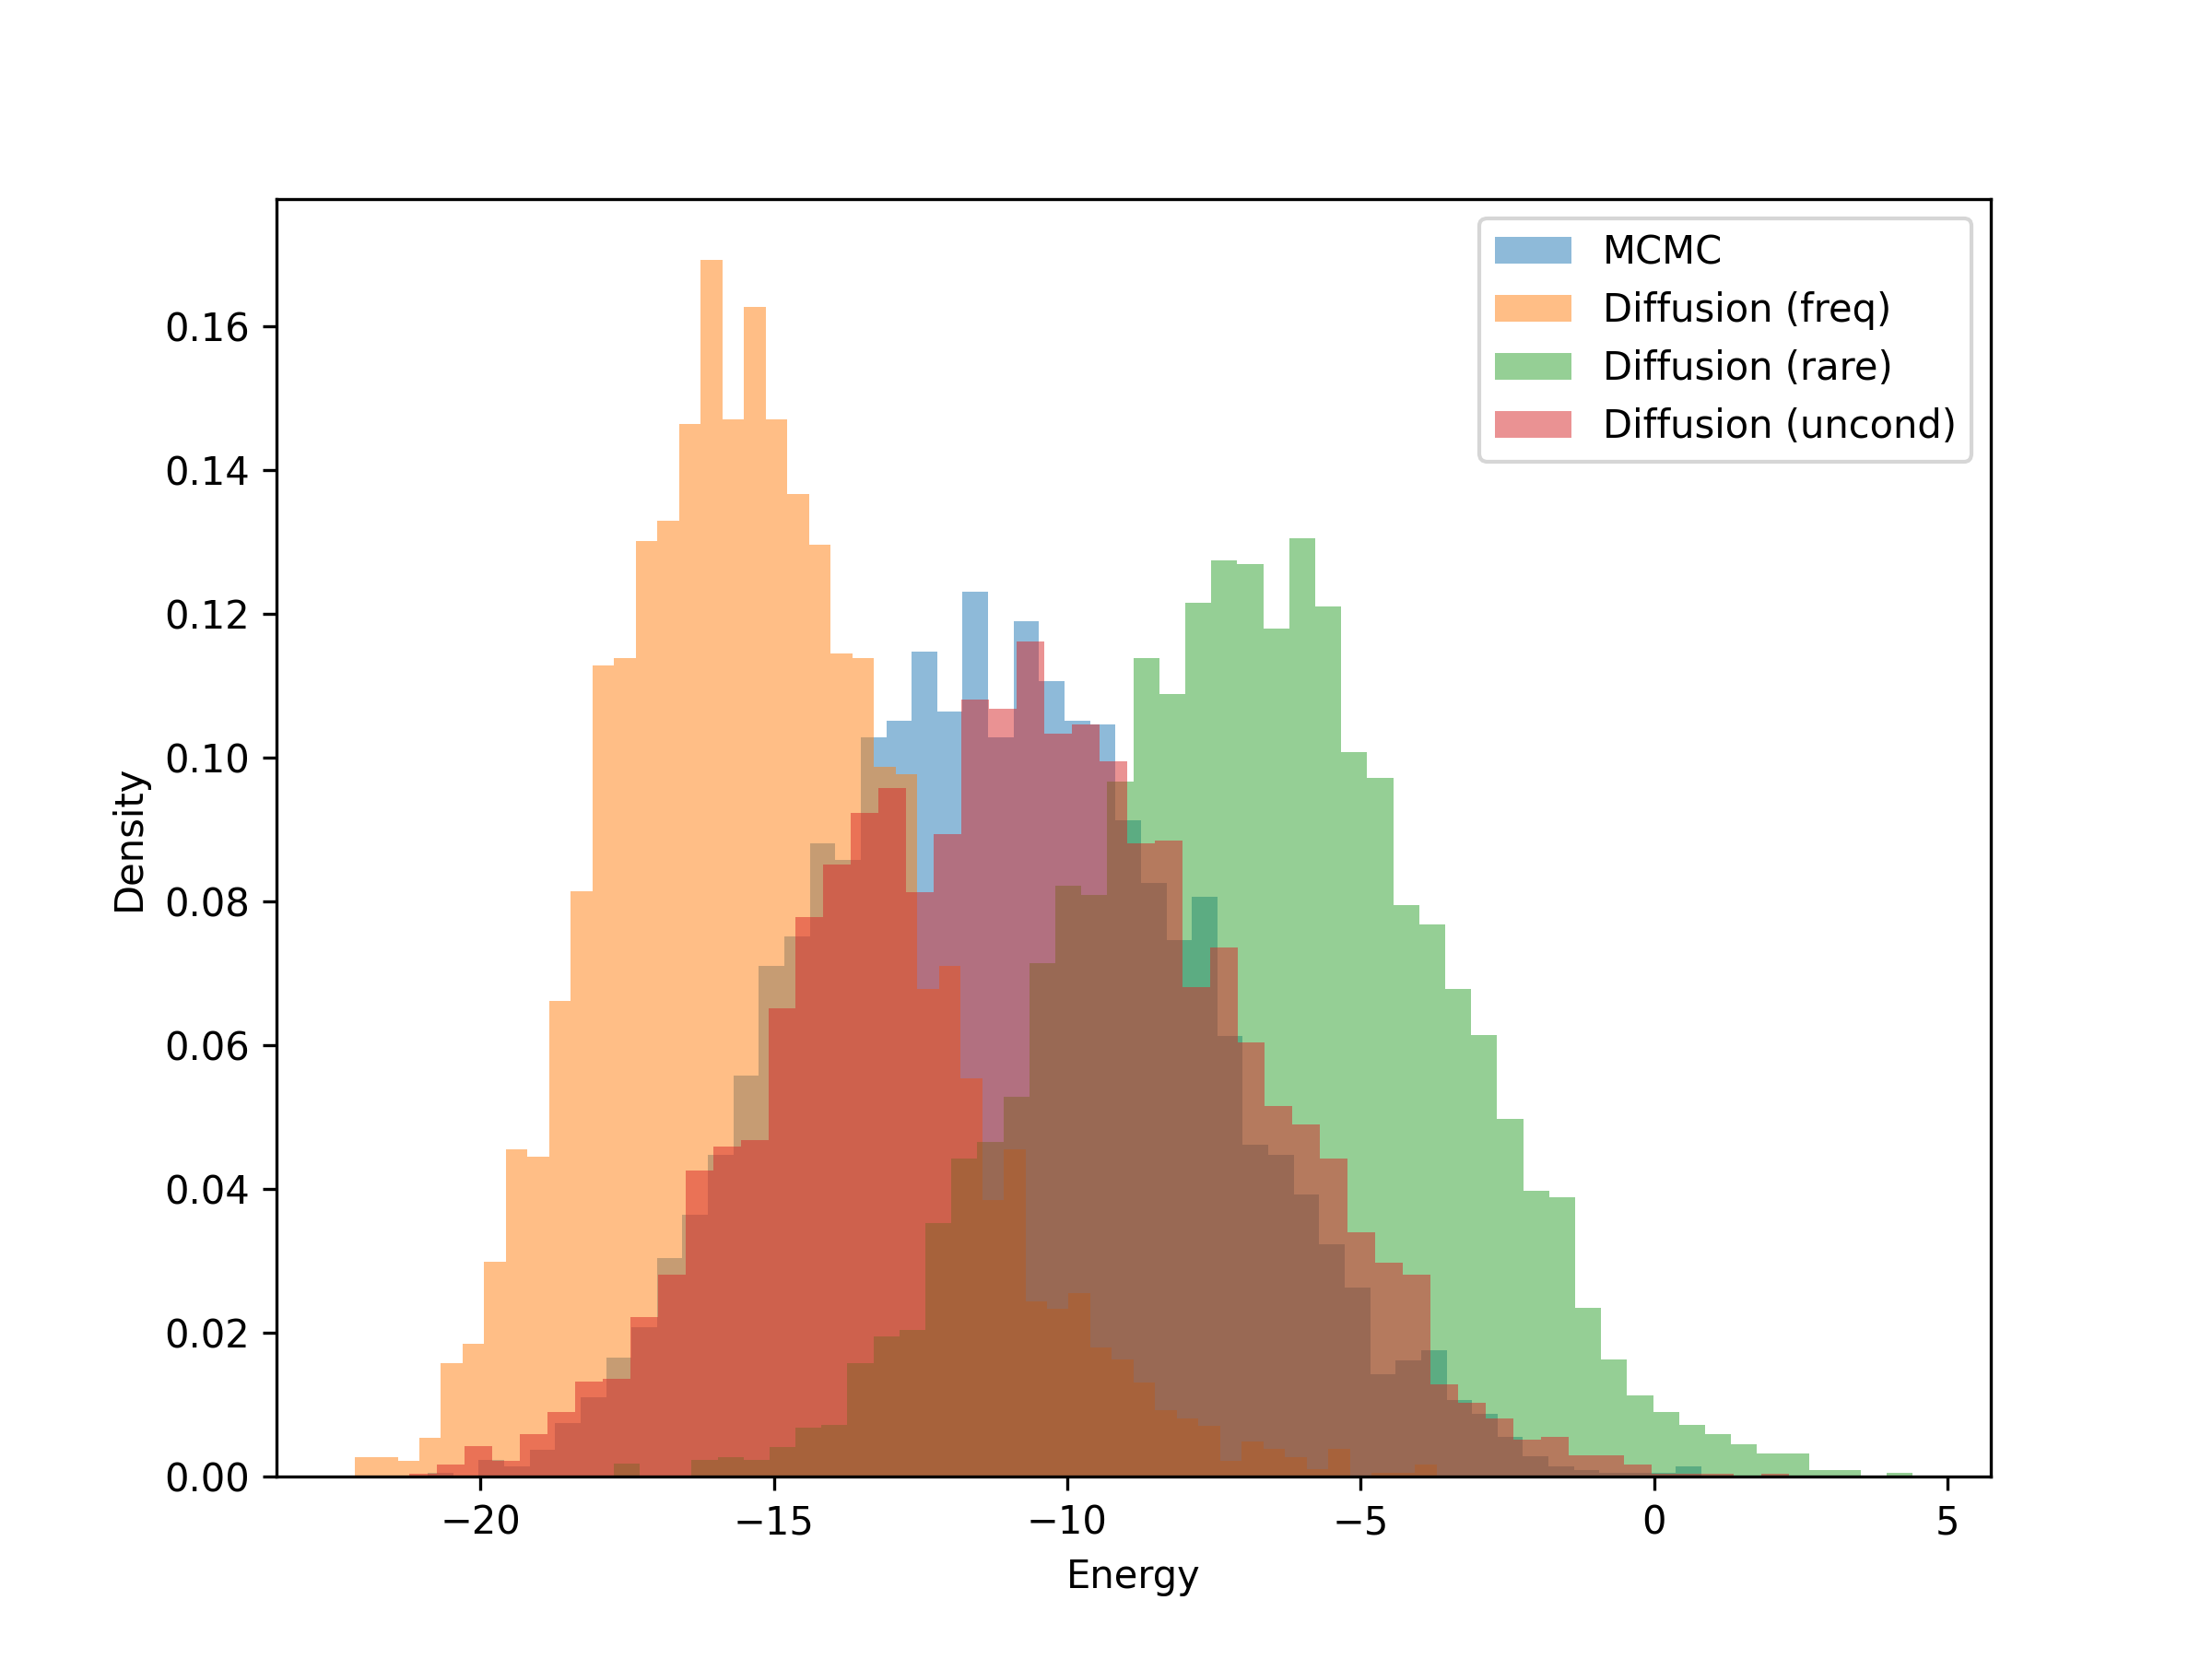 MCMC
Diffusion (freq)
Diffusion (rare)
Diffusion (uncond)
0.16
0.14
0.12
0.10
0.08
0.06
0.04
0.02
0.00
Density
−20 −15 −10 −5 0 5
Energy